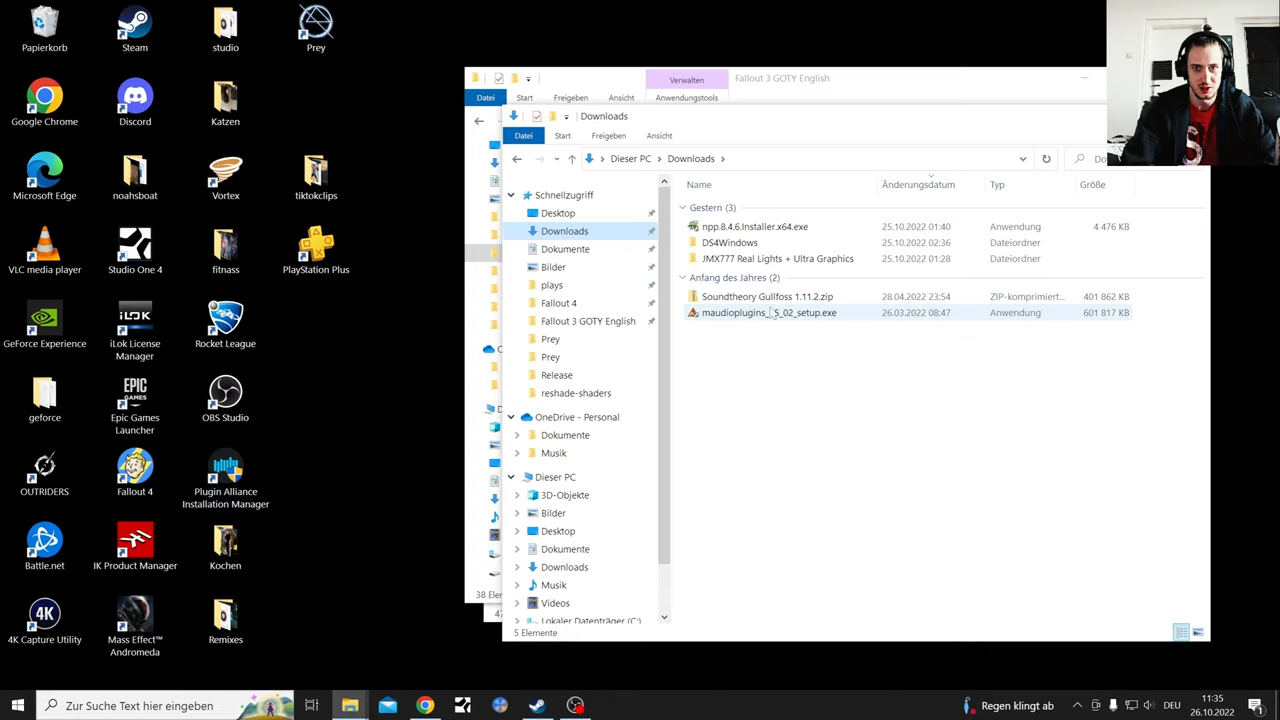 Papierkorb
Steam
studio
Prey
Google Chrome
Discord
Katzen
Microsoft Edge
noahsboat
Vortex
tiktokclips
VLC media player
Studio One 4
fitnass
PlayStation Plus
GeForce Experience
iLok License
Manager
Rocket League
geforce
Epic Games
Launcher
OBS Studio
OUTRIDERS
Fallout 4
Plugin Alliance
Installation Manager
Battle.net
IK Product Manager
Kochen
4K Capture Utility
Mass Effect™
Andromeda
Remixes
Verwalten
Fallout 3 GOTY English
Datei
Start
Freigeben
Ansicht
Anwendungstools
Downloads
Datei
Start
Freigeben
Ansicht
Dieser PC > Downloads >
Name
Änderungsdatum
Typ
Größe
Schnellzugriff
Desktop
Downloads
Dokumente
Bilder
plays
Fallout 4
Fallout 3 GOTY English
Prey
Prey
Release
reshade-shaders
OneDrive - Personal
Dokumente
Musik
Dieser PC
3D-Objekte
Bilder
Desktop
Dokumente
Downloads
Musik
Videos
Lokaler Datenträger (C:)
Gestern (3)
npp.8.4.6.Installer.x64.exe 25.10.2022 01:40 Anwendung 4 476 KB
DS4Windows 25.10.2022 02:36 Dateiordner
JMX777 Real Lights + Ultra Graphics 25.10.2022 01:28 Dateiordner
Anfang des Jahres (2)
Soundtheory Gullfoss 1.11.2.zip 28.04.2022 23:54 ZIP-komprimiert... 401 862 KB
26.03.2022 08:47 Anwendung 601 817 KB
5 Elemente
Zur Suche Text hier eingeben
Regen klingt ab
DEU
11:35
26.10.2022